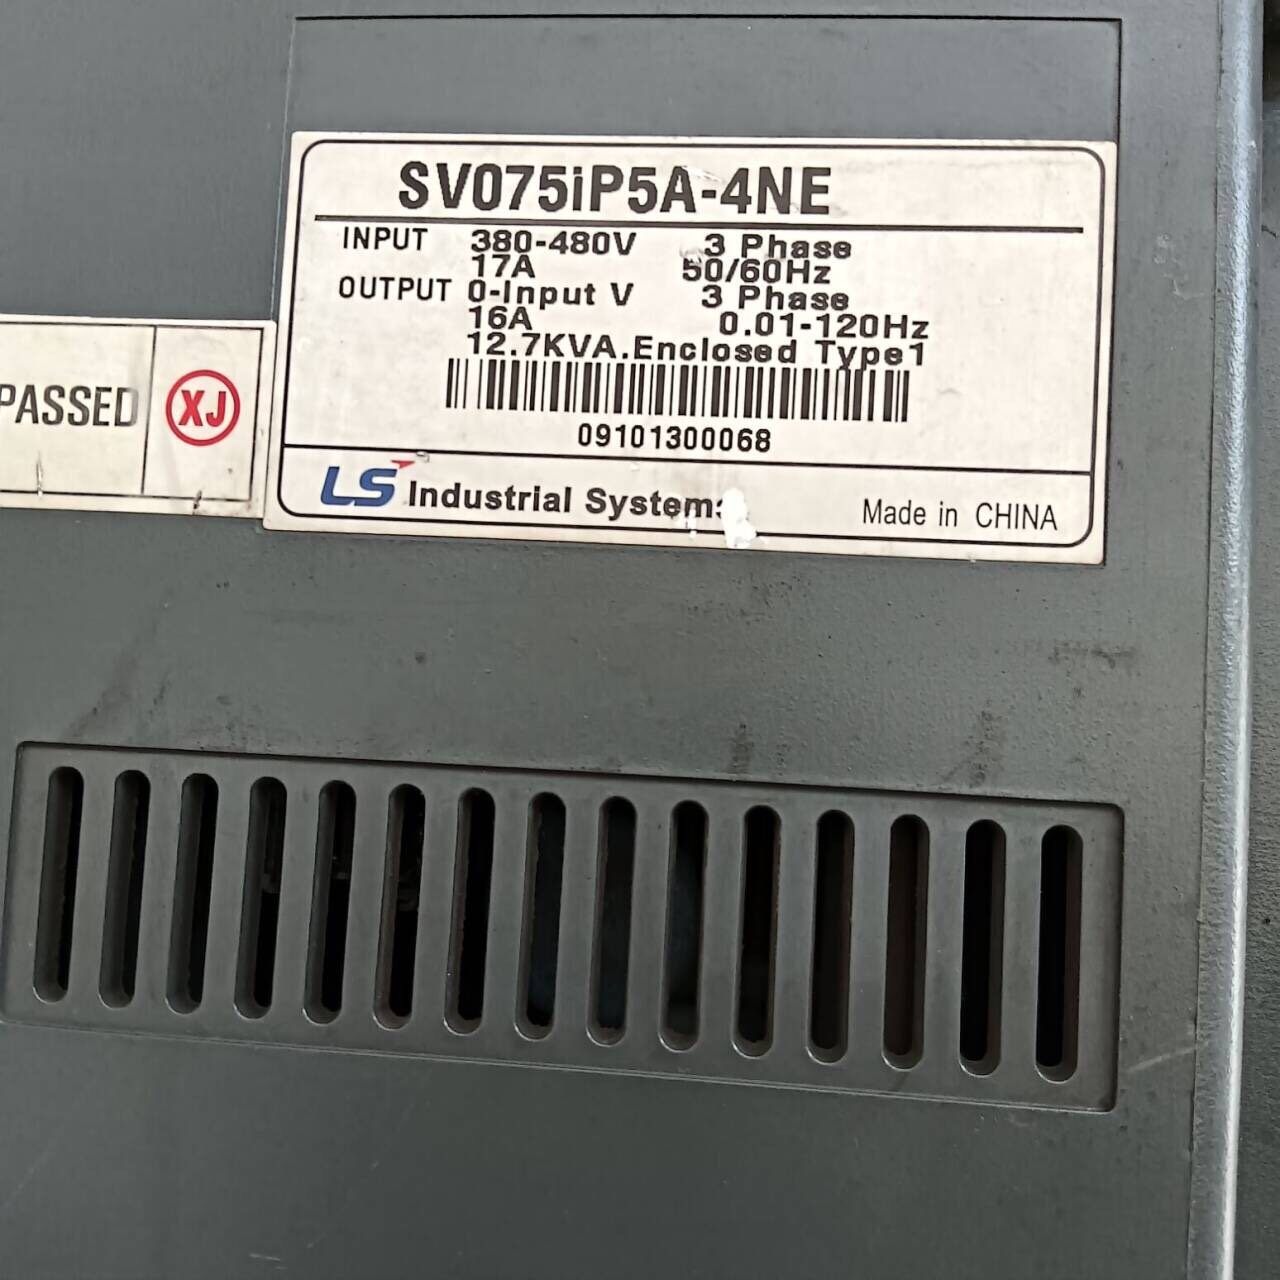 SV075iP5A-4NE
INPUT 380-480V 3 Phase
17A 50/60Hz
OUTPUT 0-Input V 3 Phase
16A 0.01-120Hz
12.7KVA.Enclosed Type1
09101300068
PASSED XJ
LS Industrial Systems Made in CHINA